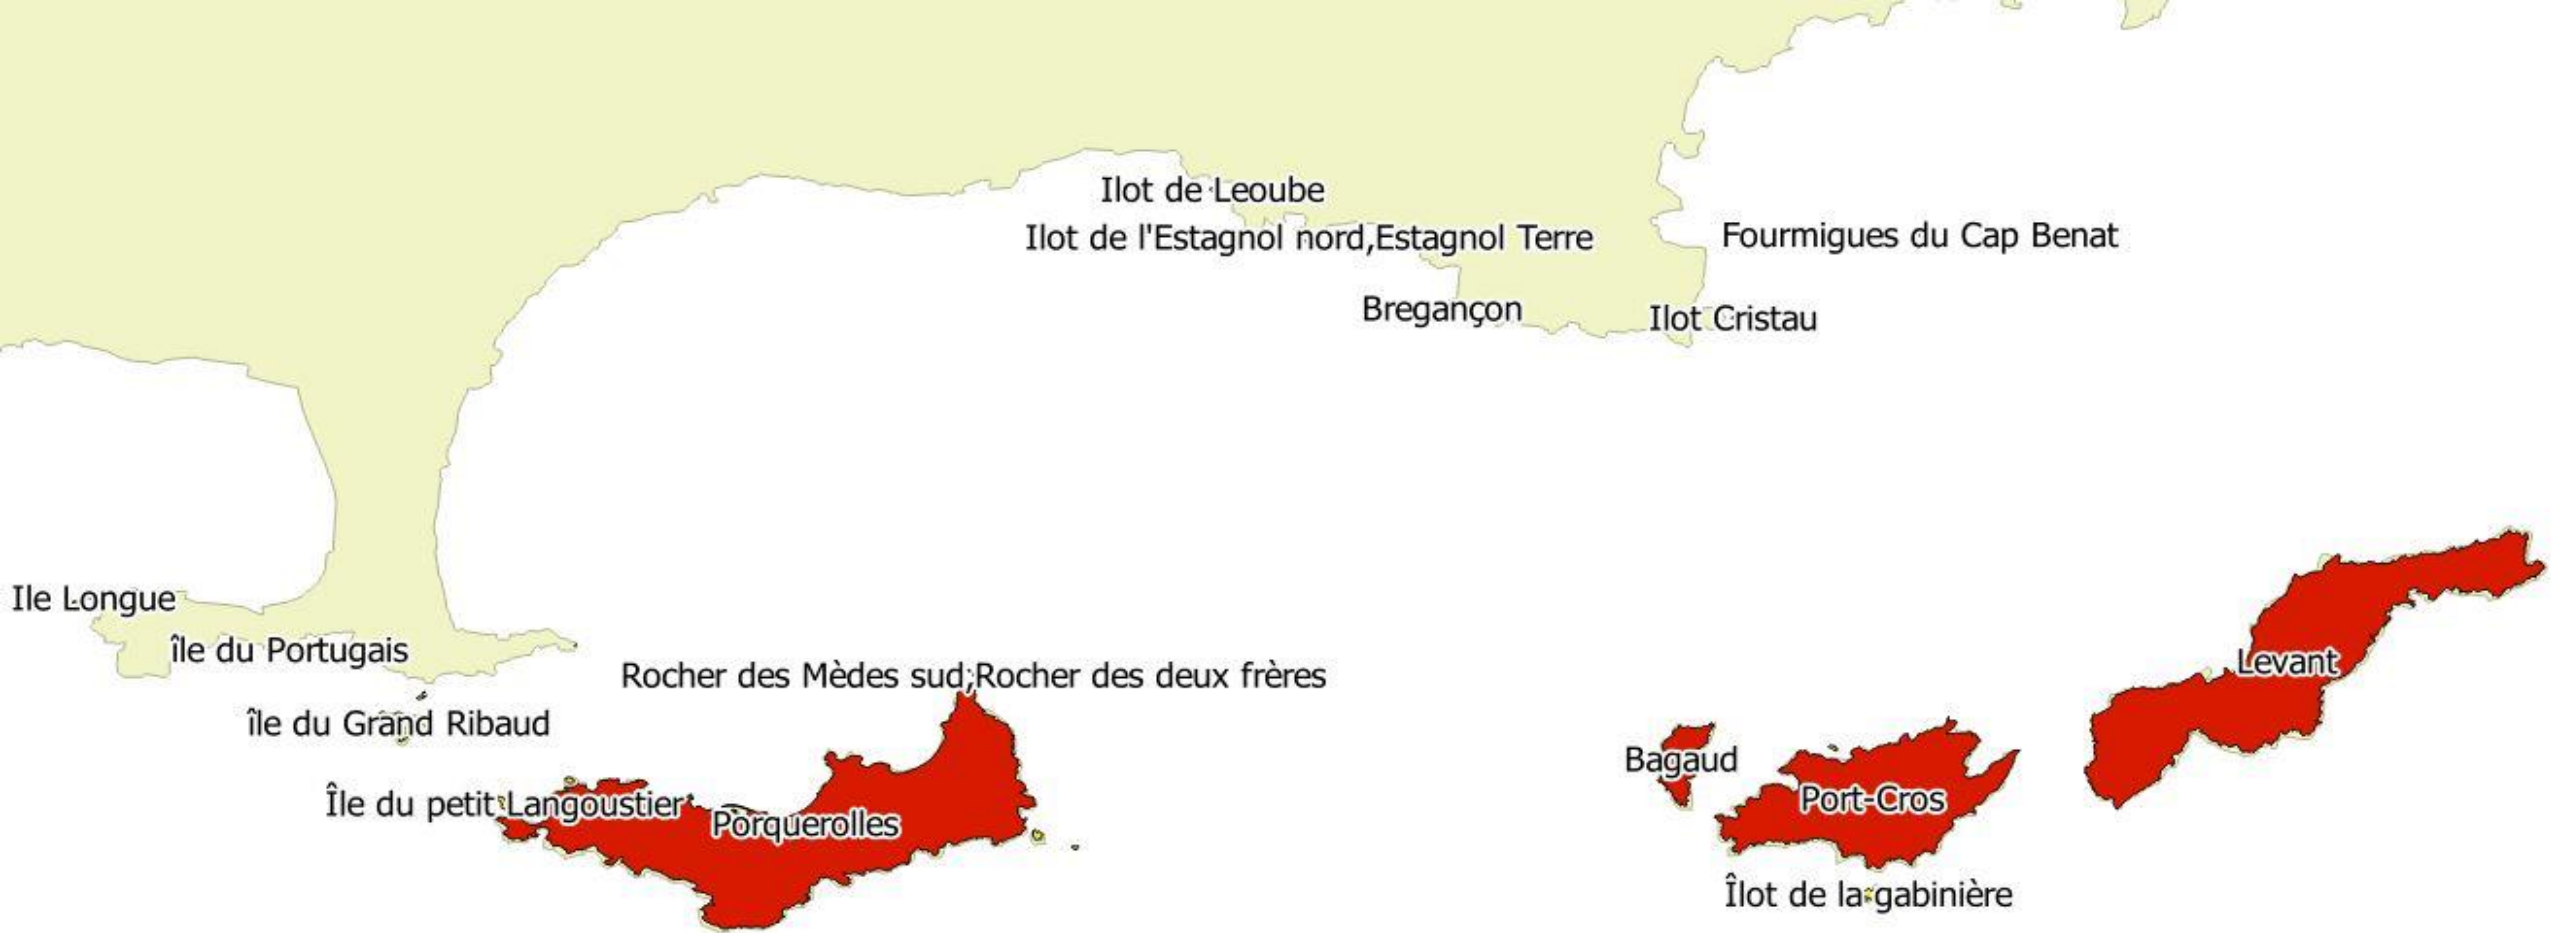 Ilot de Leoube
Ilot de l'Estagnol nord,Estagnol Terre
Fourmigues du Cap Benat
Bregançon
Ilot Cristau
Ile Longue
île du Portugais
Rocher des Mèdes sud;Rocher des deux frères
Levant
île du Grand Ribaud
Bagaud
Île du petit Langoustier
Port-Cros
Porquerolles
Îlot de la gabinière